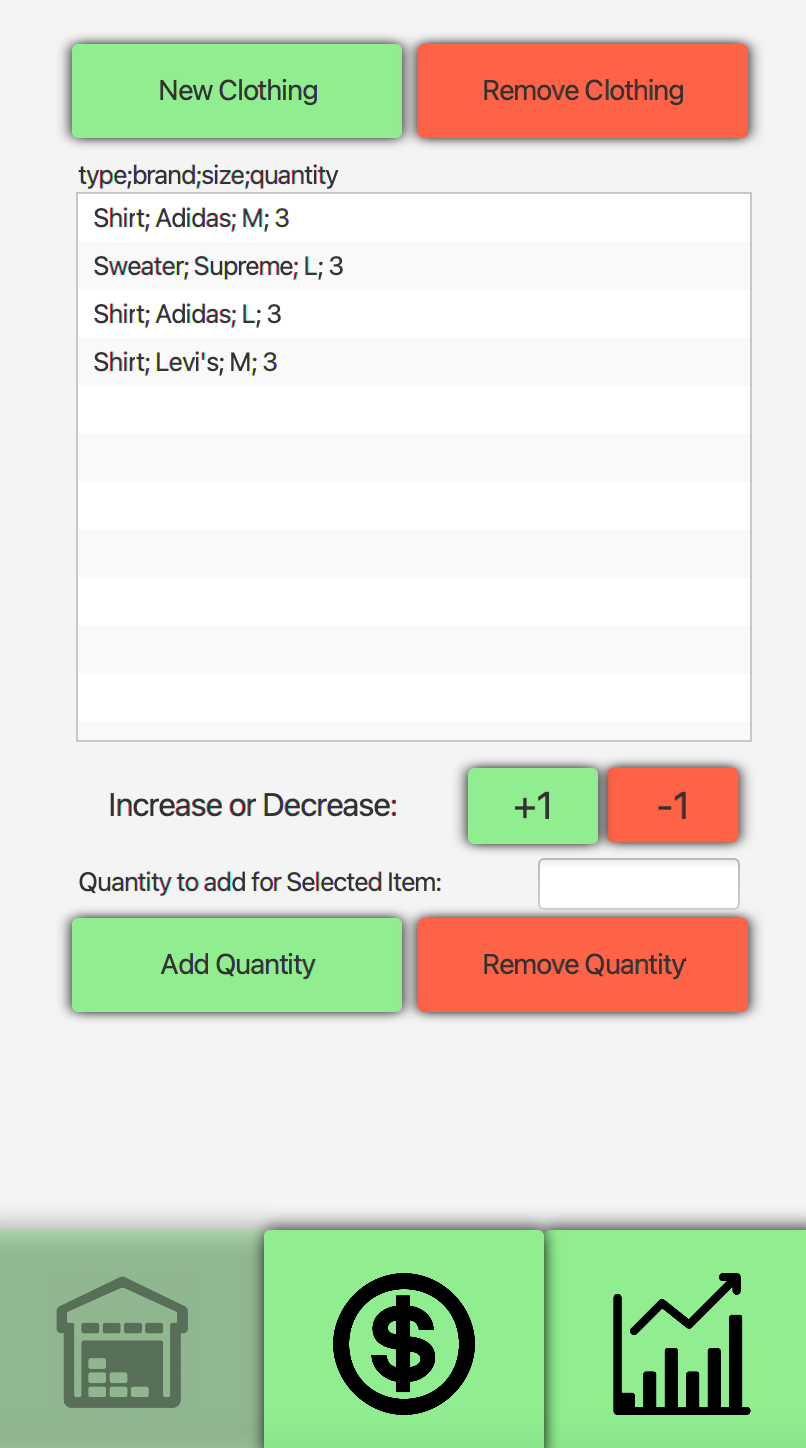 New Clothing Remove Clothing
type;brand;size;quantity
Shirt; Adidas; M; 3
Sweater; Supreme; L; 3
Shirt; Adidas; L; 3
Shirt; Levi's; M; 3
Increase or Decrease: +1 -1
Quantity to add for Selected Item:
Add Quantity Remove Quantity